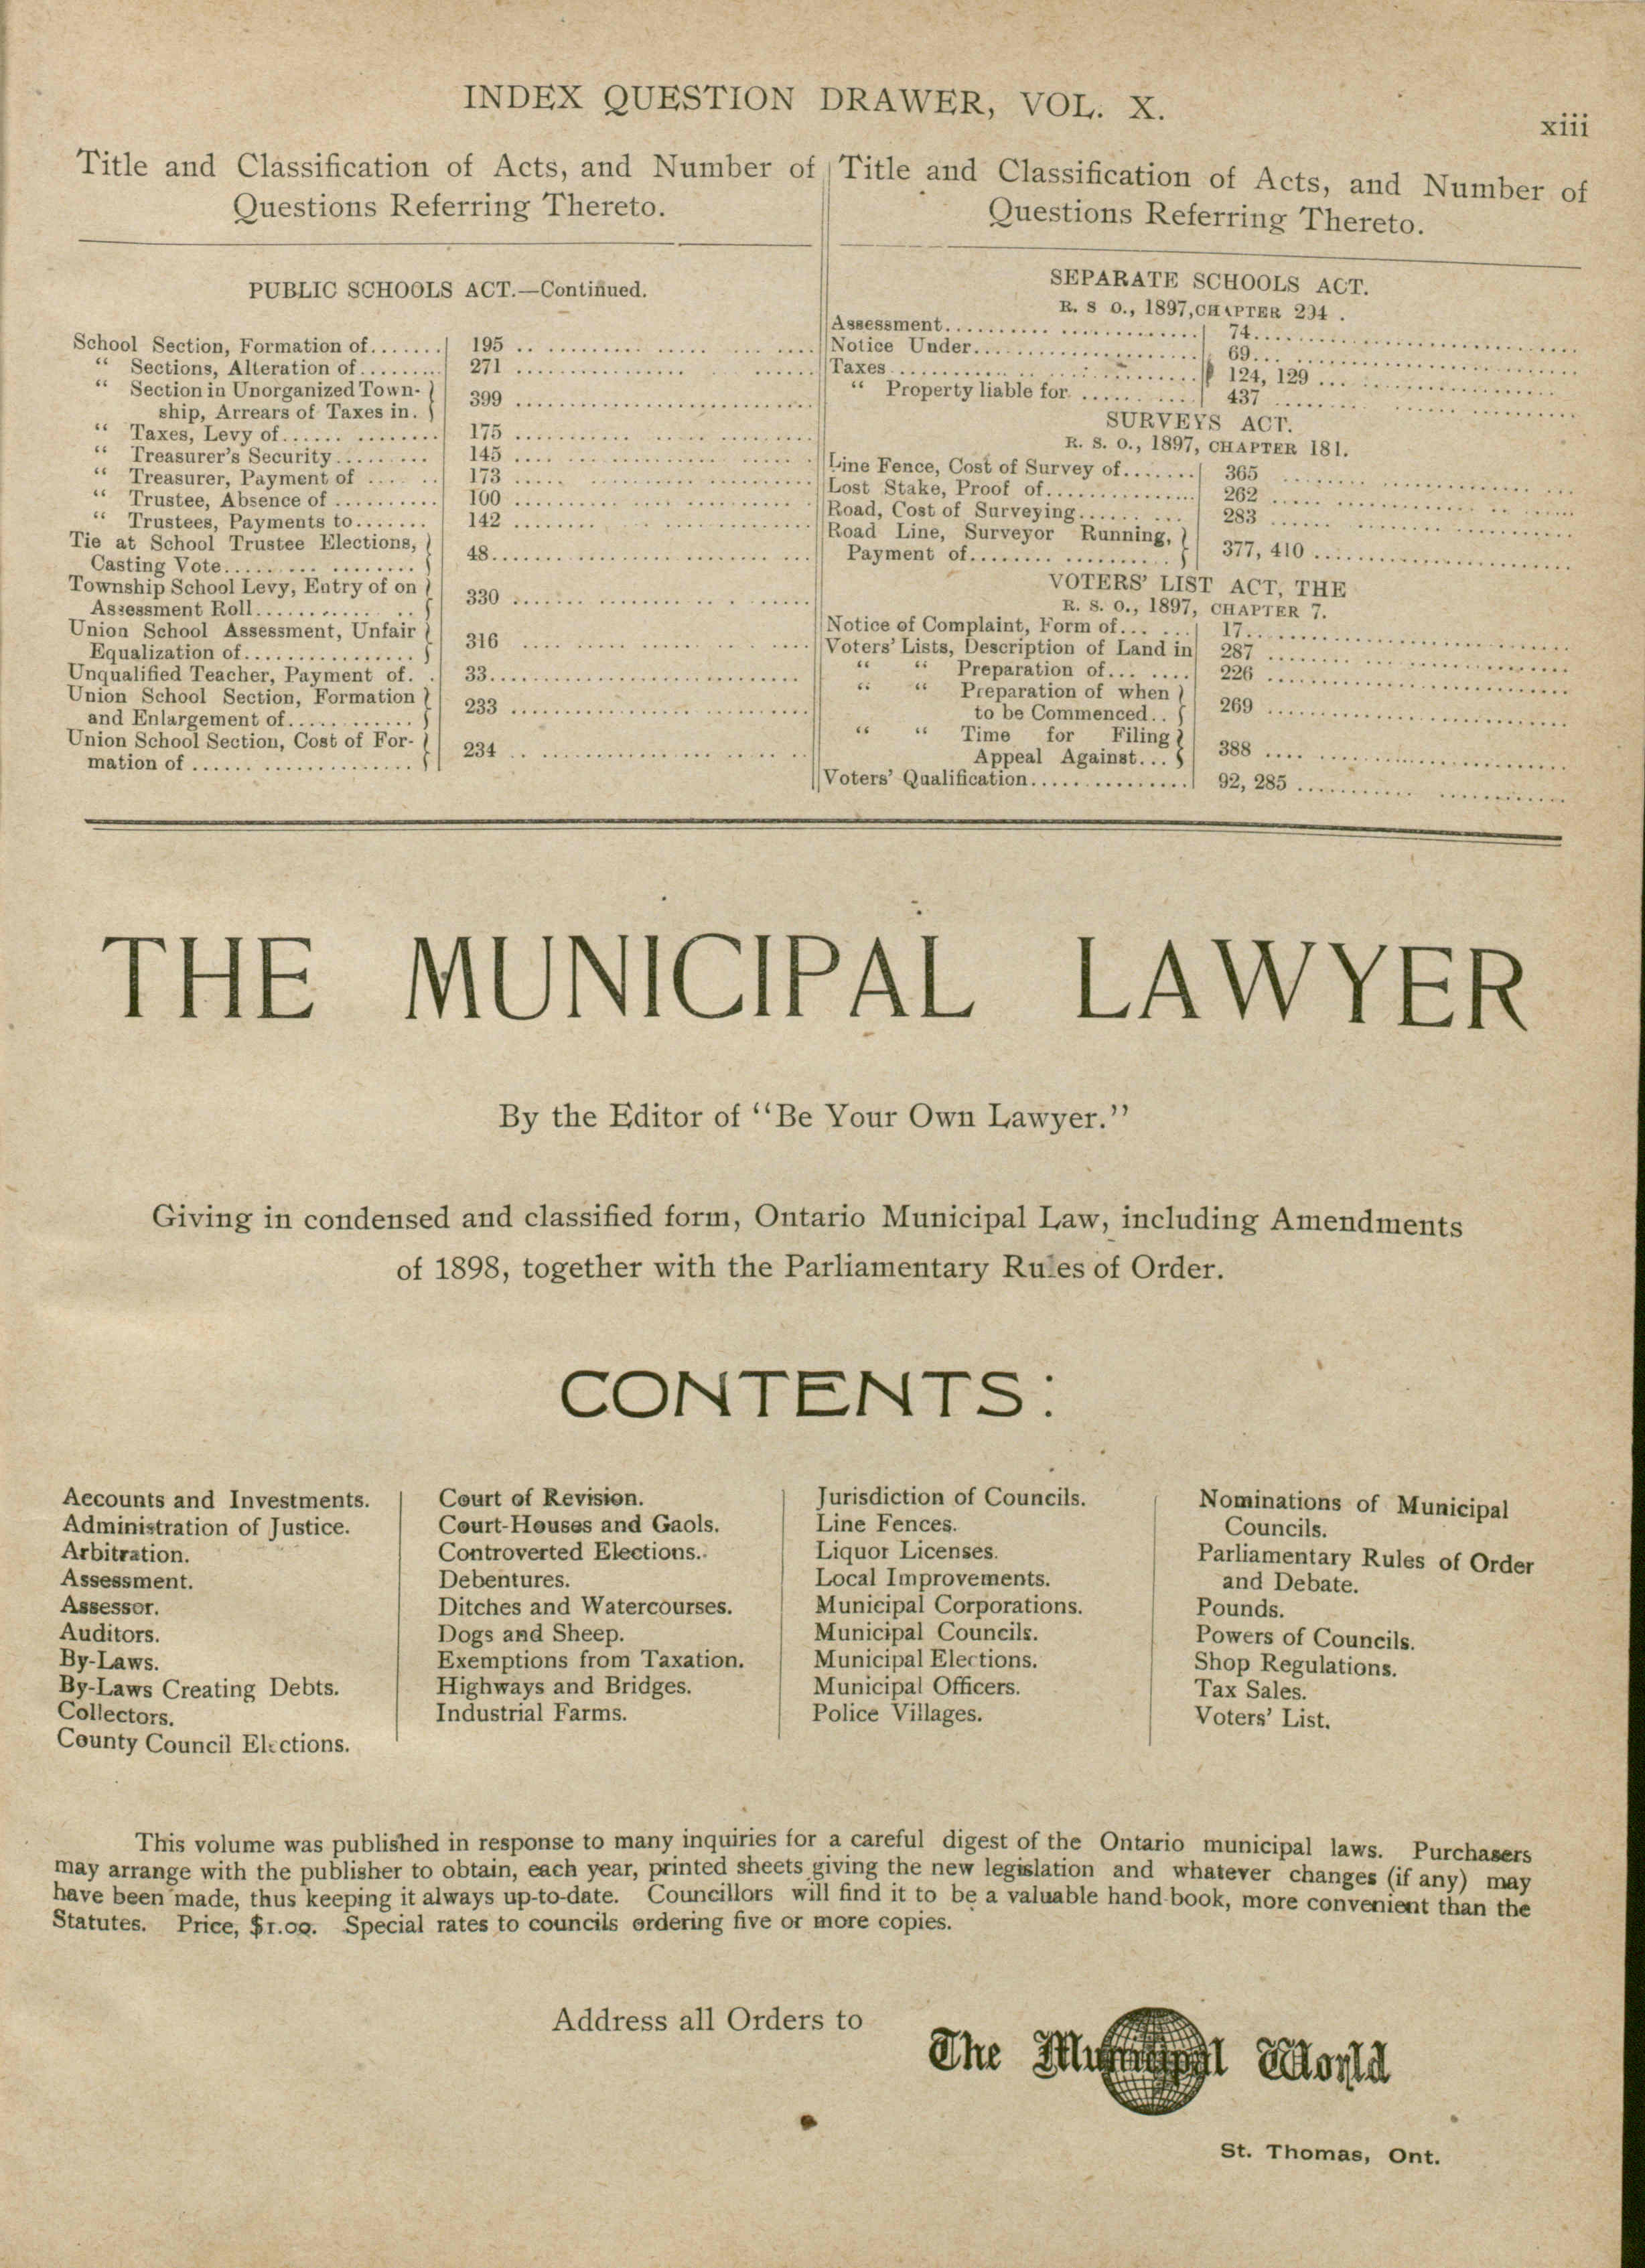 INDEX QUESTION DRAWER, VOL. X.
xiii
Title and Classification of Acts, and Number of
Questions Referring Thereto.
PUBLIC SCHOOLS ACT.—Continued.
School Section, Formation of....... 195
“ Sections, Alteration of......... 271
“ Section in Unorganized Town-
ship, Arrears of Taxes in. 399
“ Taxes, Levy of...... ........ 175
“ Treasurer's Security......... 145
“ Treasurer, Payment of .... .. 173
“ Trustee, Absence of .......... 100
“ Trustees, Payments to....... 142
Tie at School Trustee Elections,
Casting Vote..... ... ........ 48
Township School Levy, Entry of on
Assessment Roll........... .. 330
Union School Assessment, Unfair
Equalization of................ 316
Unqualified Teacher, Payment of. . 33
Union School Section, Formation
and Enlargement of............ 233
Union School Section, Cost of For-
mation of ...... ............... 234
Title and Classification of Acts, and Number of
Questions Referring Thereto.
SEPARATE SCHOOLS ACT.
R. S O., 1897, CHAPTER 294 .
Assessment.......... ............. 74
Notice Under...................... 69
Taxes............................ 124, 129
“ Property liable for. ....... .... 437
SURVEYS ACT.
R. S. O., 1897, CHAPTER 181.
Line Fence, Cost of Survey of....... 365
Lost Stake, Proof of............... 262
Road, Cost of Surveying...... ... 283
Road Line, Surveyor Running,
Payment of........ .......... 377, 410
VOTERS' LIST ACT, THE
R. S. O., 1897, CHAPTER 7.
Notice of Complaint, Form of... ... 17
Voters' Lists, Description of Land in 287
“ “ Preparation of... .... 226
“ “ Preparation of when
to be Commenced.. 269
“ “ Time for Filing
Appeal Against... 388
Voters' Qualification............... 92, 285
THE MUNICIPAL LAWYER
By the Editor of “Be Your Own Lawyer.”
Giving in condensed and classified form, Ontario Municipal Law, including Amendments
of 1898, together with the Parliamentary Rules of Order.
CONTENTS:
Accounts and Investments.
Administration of Justice.
Arbitration.
Assessment.
Assessor.
Auditors.
By-Laws.
By-Laws Creating Debts.
Collectors.
County Council Elections.
Court of Revision.
Court-Houses and Gaols.
Controverted Elections.
Debentures.
Ditches and Watercourses.
Dogs and Sheep.
Exemptions from Taxation.
Highways and Bridges.
Industrial Farms.
Jurisdiction of Councils.
Line Fences.
Liquor Licenses.
Local Improvements.
Municipal Corporations.
Municipal Councils.
Municipal Elections.
Municipal Officers.
Police Villages.
Nominations of Municipal
Councils.
Parliamentary Rules of Order
and Debate.
Pounds.
Powers of Councils.
Shop Regulations.
Tax Sales.
Voters' List.
This volume was published in response to many inquiries for a careful digest of the Ontario municipal laws. Purchasers
may arrange with the publisher to obtain, each year, printed sheets giving the new legislation and whatever changes (if any) may
have been made, thus keeping it always up-to-date. Councillors will find it to be a valuable hand-book, more convenient than the
Statutes. Price, $1.00. Special rates to councils ordering five or more copies.
Address all Orders to
The Municipal World
St. Thomas, Ont.